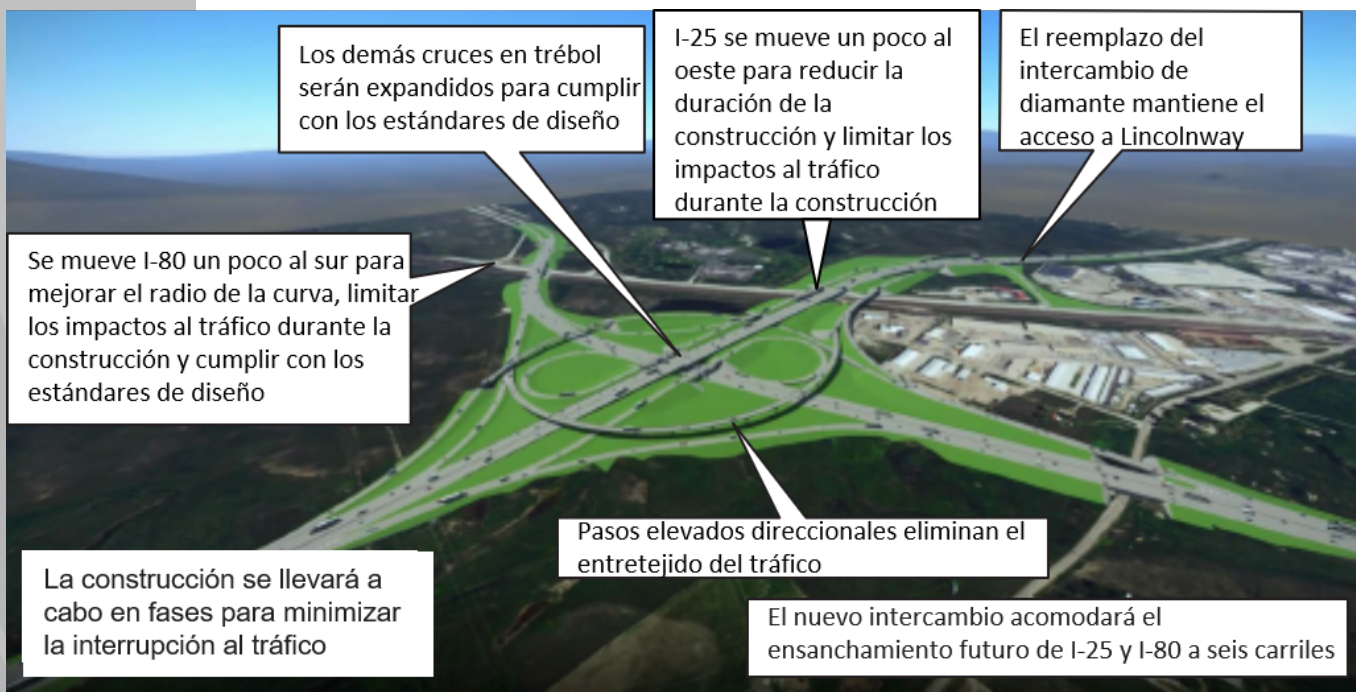 Los demás cruces en trébol
serán expandidos para cumplir
con los estándares de diseño
I-25 se mueve un poco al
oeste para reducir la
duración de la
construcción y limitar los
impactos al tráfico
durante la construcción
El reemplazo del
intercambio de
diamante mantiene el
acceso a Lincolnway
Se mueve I-80 un poco al sur para
mejorar el radio de la curva, limitar
los impactos al tráfico durante la
construcción y cumplir con los
estándares de diseño
Pasos elevados direccionales eliminan el
entretejido del tráfico
La construcción se llevará a
cabo en fases para minimizar
la interrupción al tráfico
El nuevo intercambio acomodará el
ensanchamiento futuro de I-25 y I-80 a seis carriles